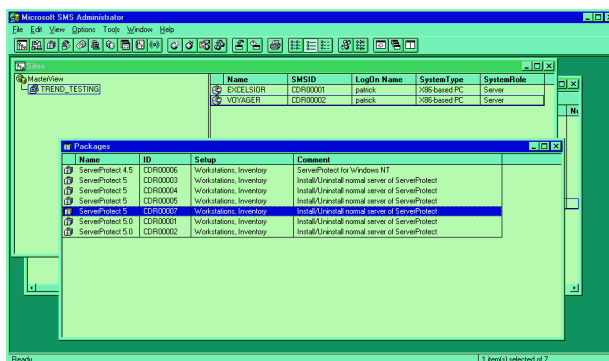 Microsoft SMS Administrator
File Edit View Options Tools Window Help
Sites
MasterView
TREND_TESTING
Name SMSID LogOn Name SystemType SystemRole
EXCELSIOR CDR00001 patrick X86-based PC Server
VOYAGER CDR00002 patrick X86-based PC Server
Packages
Name ID Setup Comment
ServerProtect 4.5 CDR00006 Workstations, Inventory ServerProtect for Windows NT
ServerProtect 5 CDR00003 Workstations, Inventory Install/Uninstall normal server of ServerProtect
ServerProtect 5 CDR00004 Workstations, Inventory Install/Uninstall normal server of ServerProtect
ServerProtect 5 CDR00005 Workstations, Inventory Install/Uninstall normal server of ServerProtect
ServerProtect 5 CDR00007 Workstations, Inventory Install/Uninstall normal server of ServerProtect
ServerProtect 5.0 CDR00001 Workstations, Inventory Install/Uninstall normal server of ServerProtect
ServerProtect 5.0 CDR00002 Workstations, Inventory Install/Uninstall normal server of ServerProtect
Ready 1 item(s) selected of 7